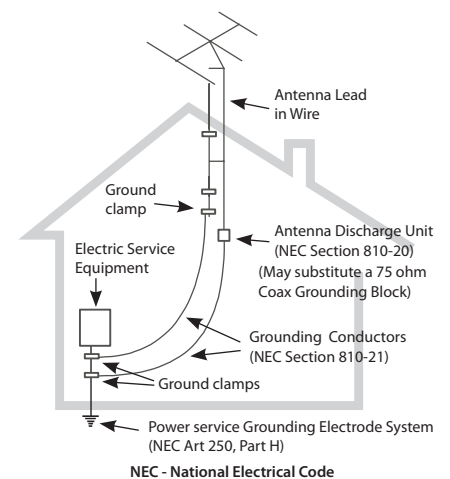 Antenna Lead
in Wire
Ground
clamp
Antenna Discharge Unit
(NEC Section 810-20)
(May substitute a 75 ohm
Coax Grounding Block)
Electric Service
Equipment
Grounding Conductors
(NEC Section 810-21)
Ground clamps
Power service Grounding Electrode System
(NEC Art 250, Part H)
NEC - National Electrical Code